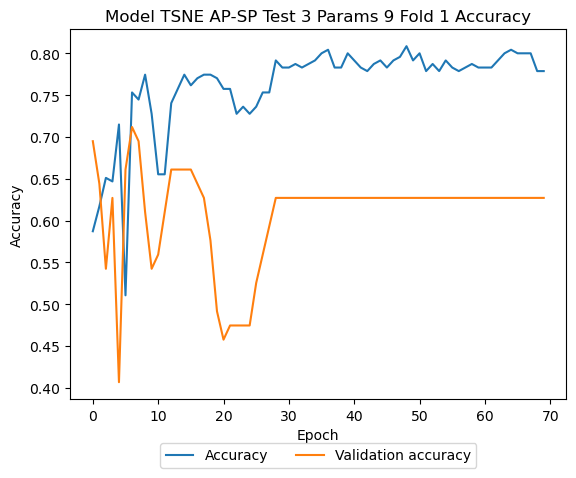 Model TSNE AP-SP Test 3 Params 9 Fold 1 Accuracy
0.80
0.75
0.70
0.65
0.60
0.55
0.50
0.45
0.40
Accuracy
0 10 20 30 40 50 60 70
Epoch
Accuracy Validation accuracy